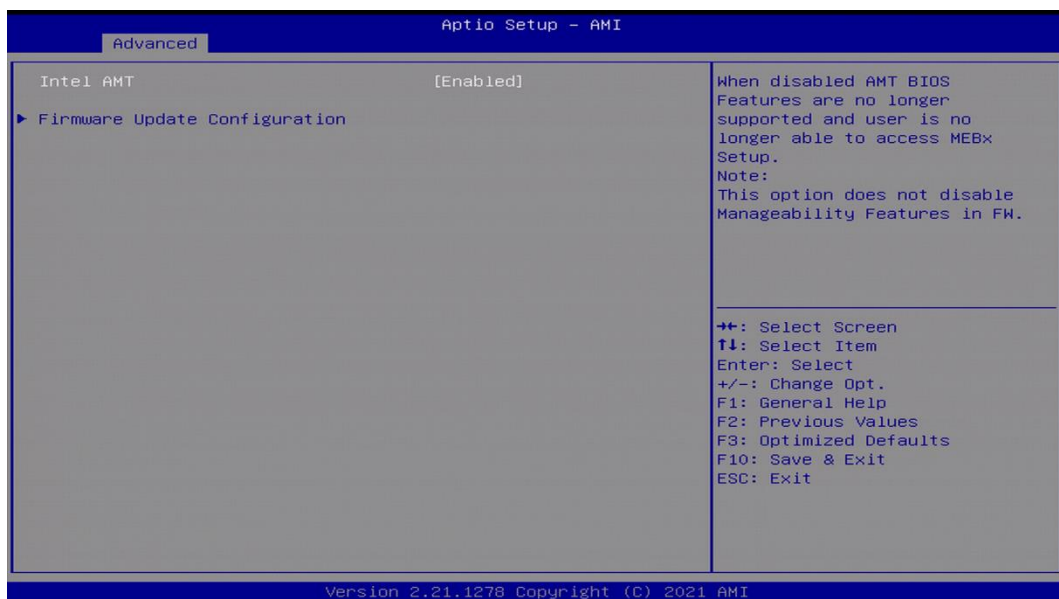 Aptio Setup – AMI
Advanced
Intel AMT [Enabled]
▶ Firmware Update Configuration
When disabled AMT BIOS
Features are no longer
supported and user is no
longer able to access MEBx
Setup.
Note:
This option does not disable
Manageability Features in FW.
→←: Select Screen
↑↓: Select Item
Enter: Select
+/-: Change Opt.
F1: General Help
F2: Previous Values
F3: Optimized Defaults
F10: Save & Exit
ESC: Exit
Version 2.21.1278 Copyright (C) 2021 AMI